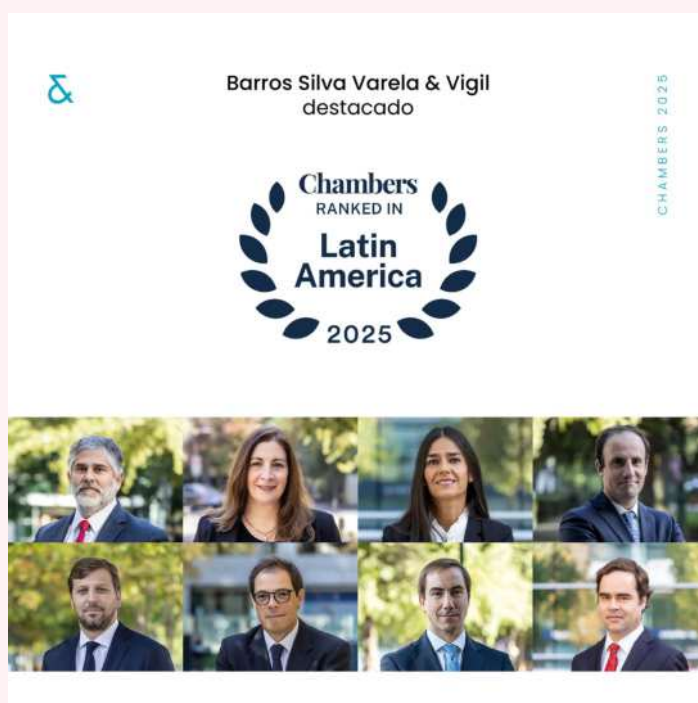 &
Barros Silva Varela & Vigil
destacado
CHAMBERS 2025
Chambers
RANKED IN
Latin
America
2025